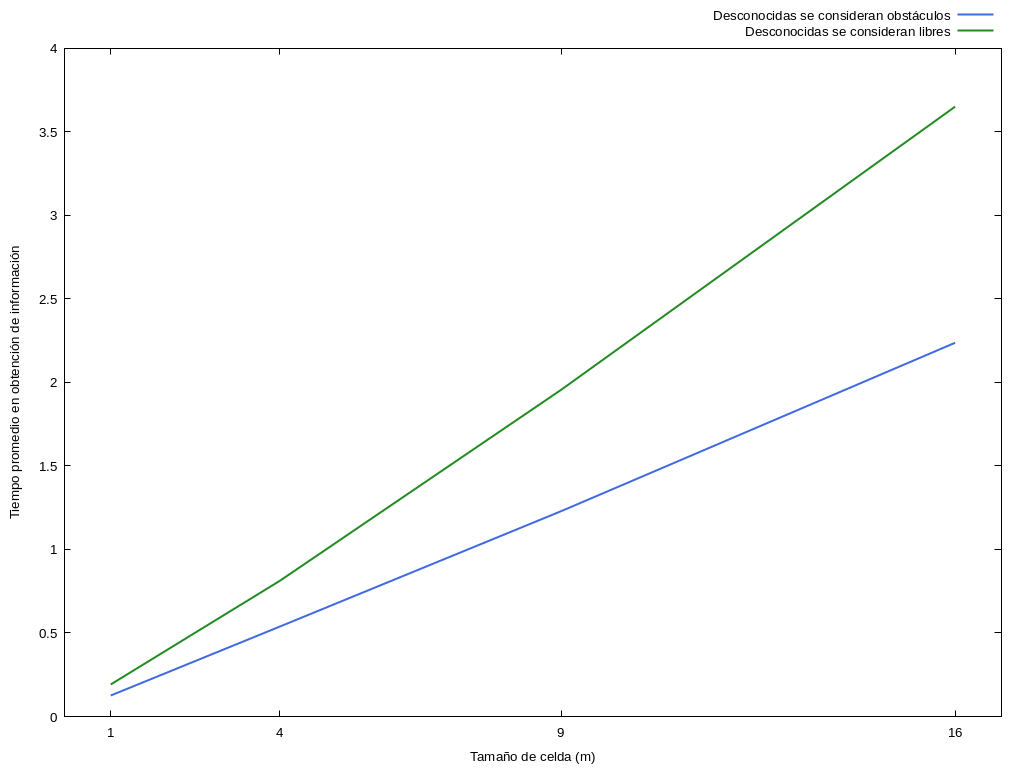 Desconocidas se consideran obstáculos
Desconocidas se consideran libres
4
3.5
3
2.5
2
1.5
1
0.5
0
Tiempo promedio en obtención de información
1 4 9 16
Tamaño de celda (m)